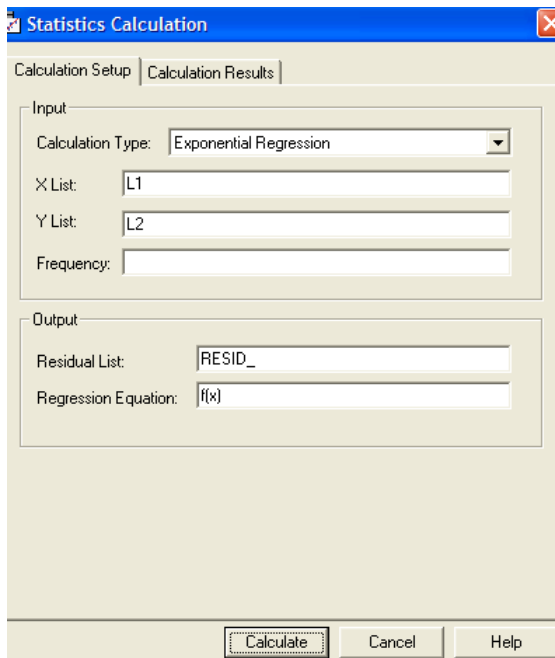 Statistics Calculation
Calculation Setup Calculation Results
Input
Calculation Type: Exponential Regression
X List: L1
Y List: L2
Frequency:
Output
Residual List: RESID_
Regression Equation: f(x)
Calculate Cancel Help